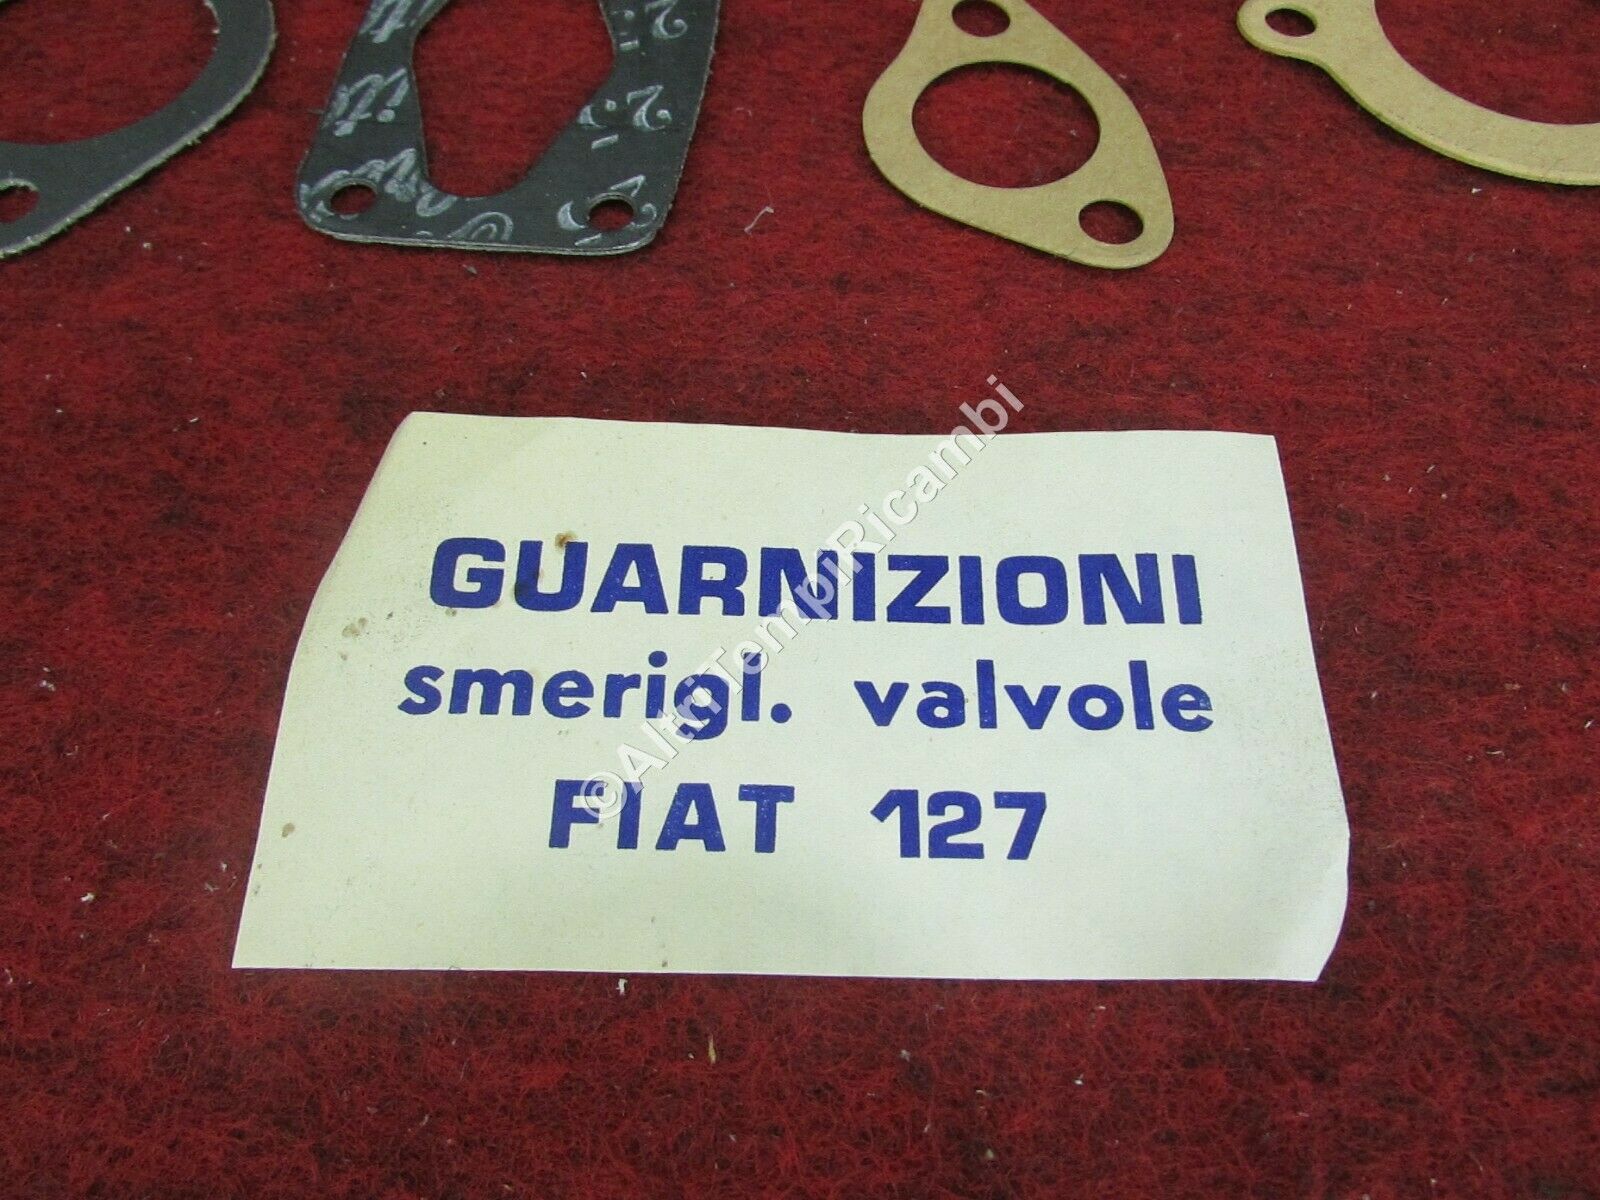 GUARNIZIONI
smerigl. valvole
FIAT 127
©AltriTempiRicambi